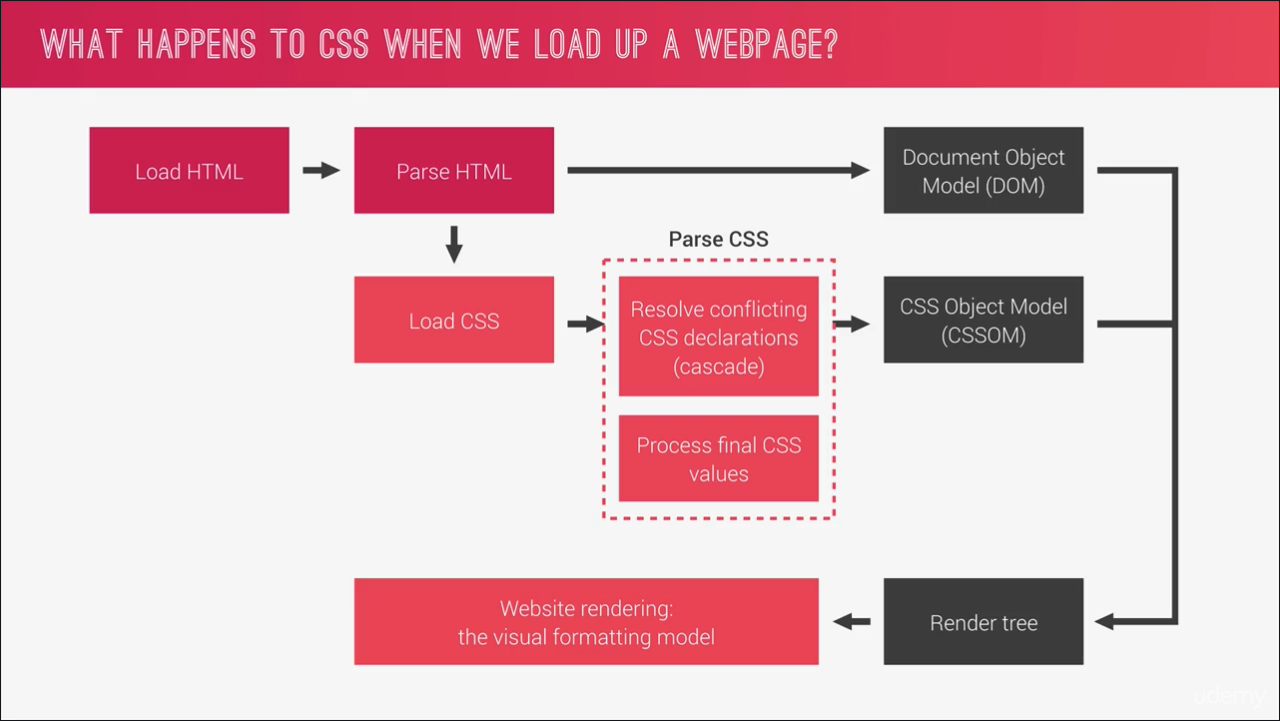 WHAT HAPPENS TO CSS WHEN WE LOAD UP A WEBPAGE?
Load HTML
Parse HTML
Document Object
Model (DOM)
Parse CSS
Load CSS
Resolve conflicting
CSS declarations
(cascade)
CSS Object Model
(CSSOM)
Process final CSS
values
Website rendering:
the visual formatting model
Render tree
udemy